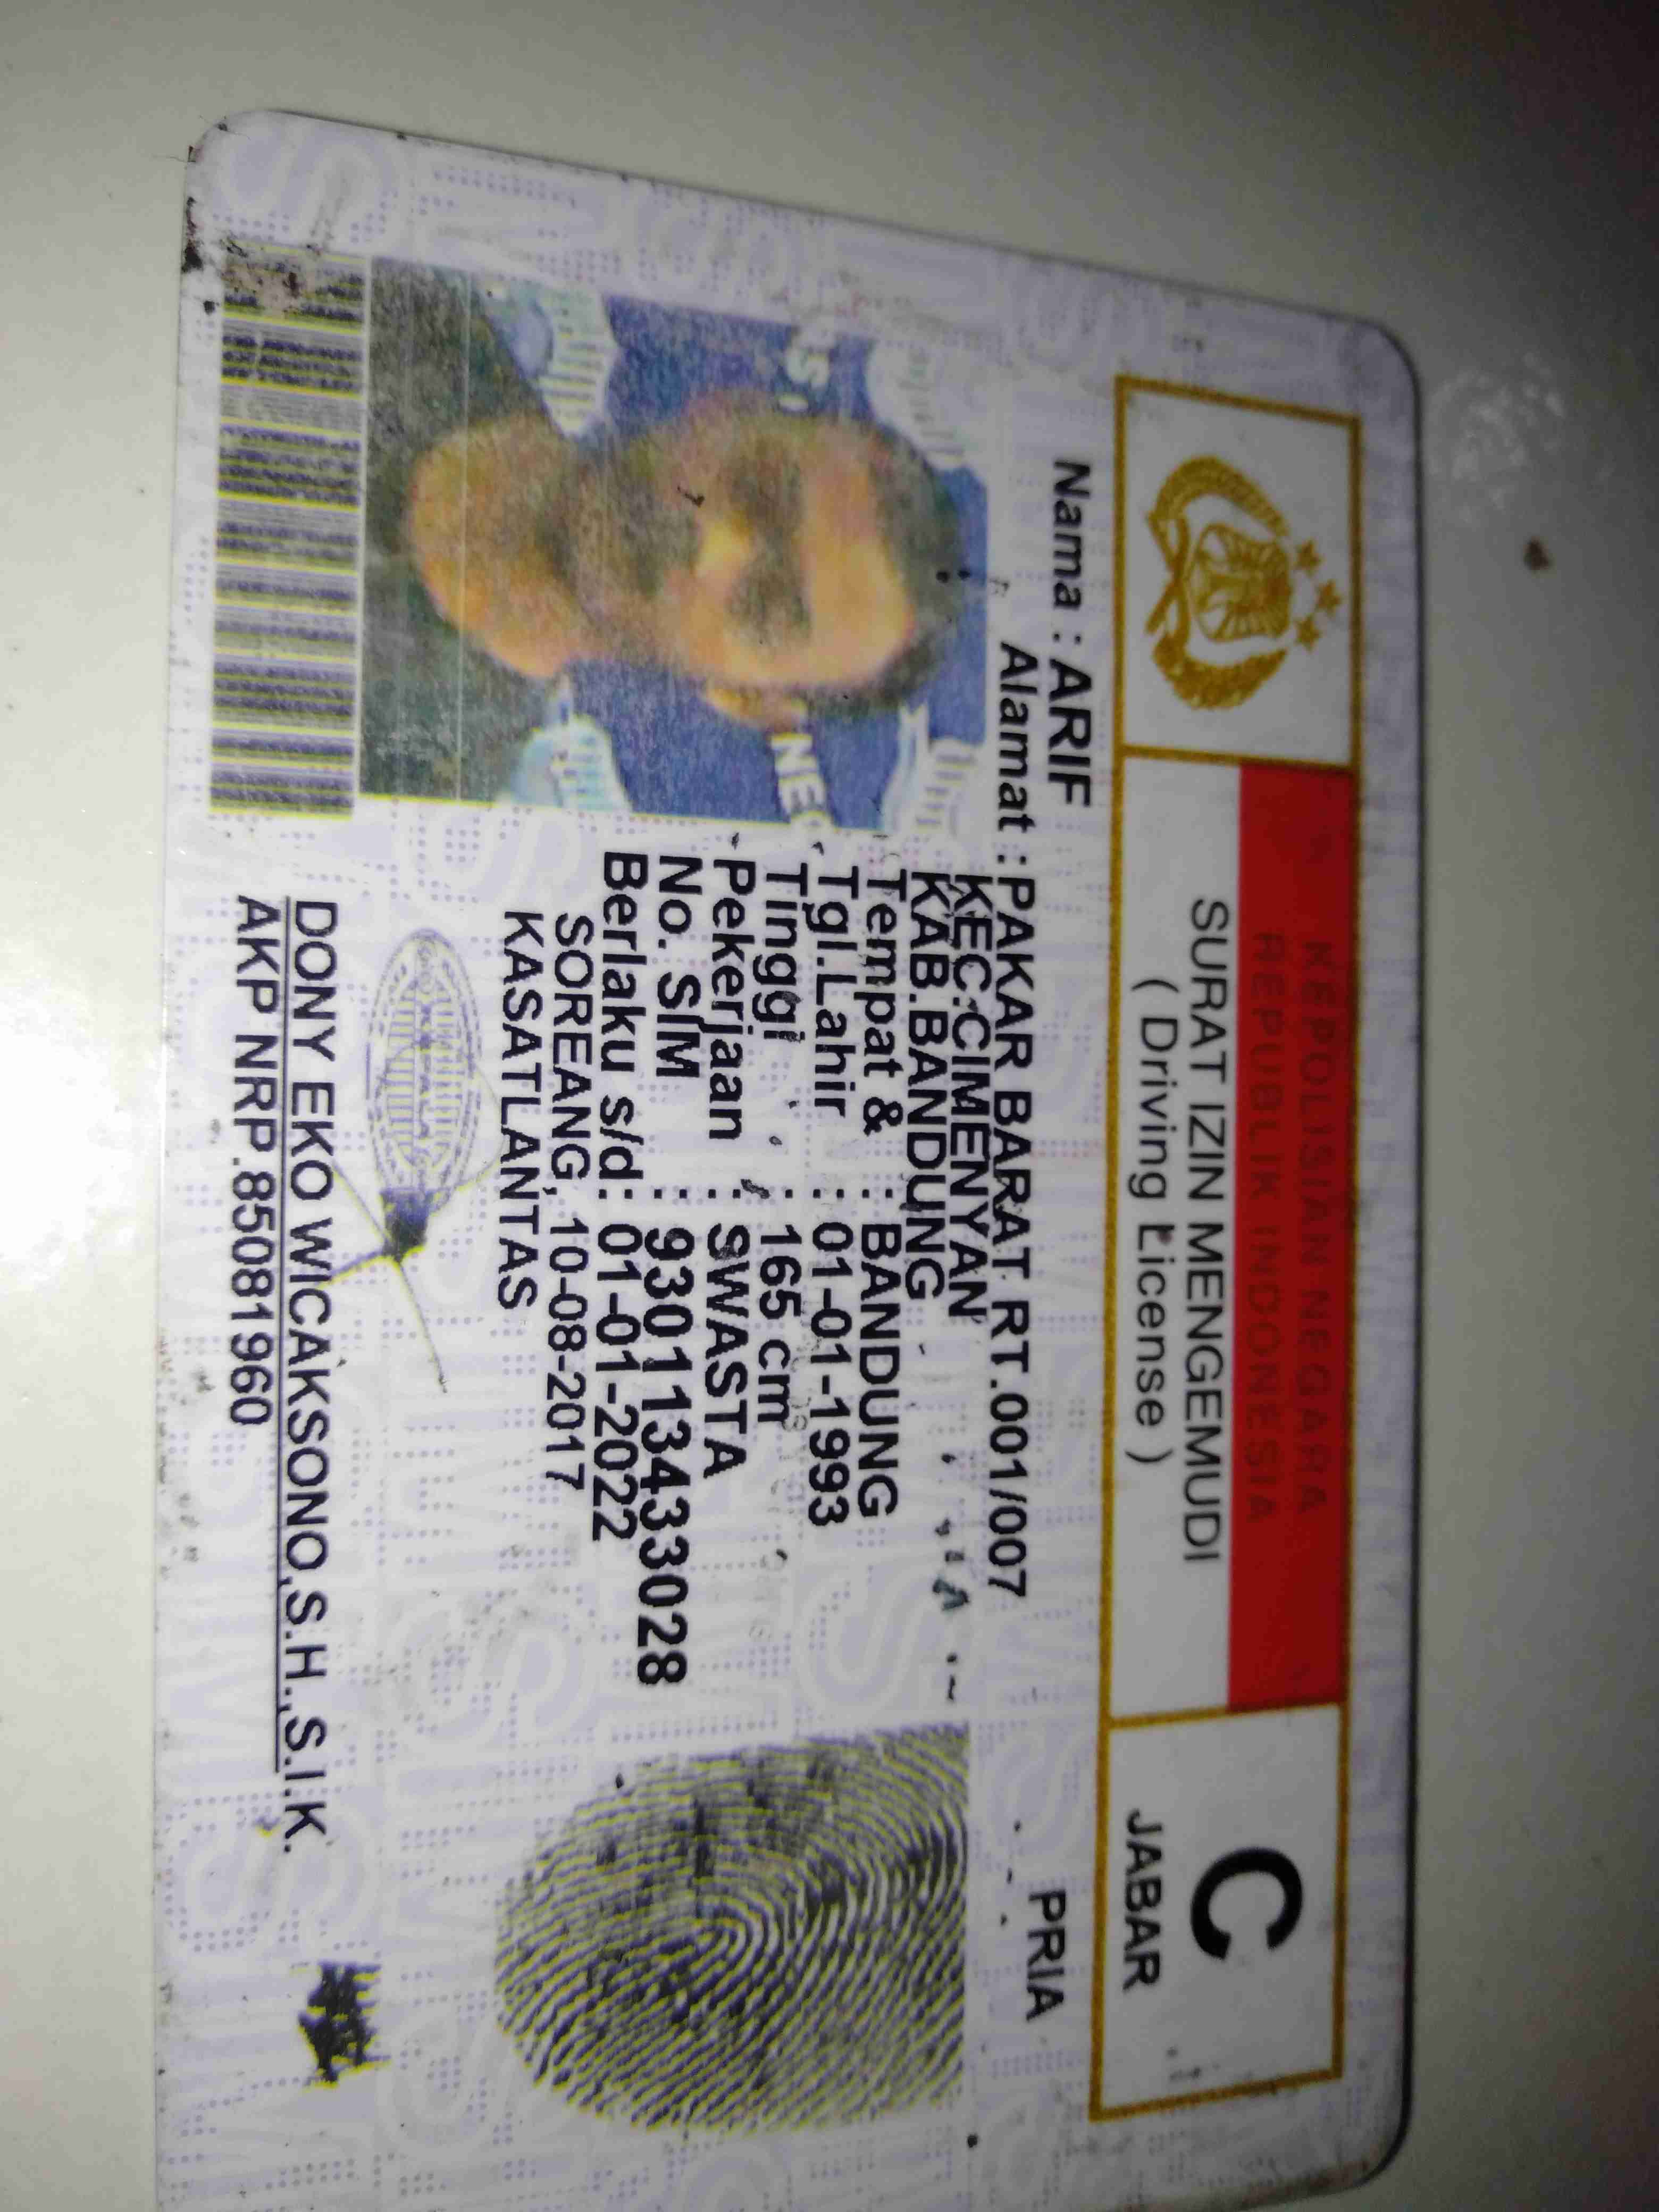 KEPOLISIAN NEGARA
REPUBLIK INDONESIA
SURAT IZIN MENGEMUDI
( Driving License )
C
JABAR
Nama : ARIF
PRIA
Alamat : PAKAR BARAT RT.001/007
KEC.CIMENYAN
KAB.BANDUNG
Tempat & : BANDUNG
Tgl.Lahir : 01-01-1993
Tinggi : 165 cm
Pekerjaan : SWASTA
No. SIM : 930113433028
Berlaku s/d : 01-01-2022
SOREANG, 10-08-2017
KASATLANTAS
DONY EKO WICAKSONO,S.H.,S.I.K.
AKP NRP.85081960